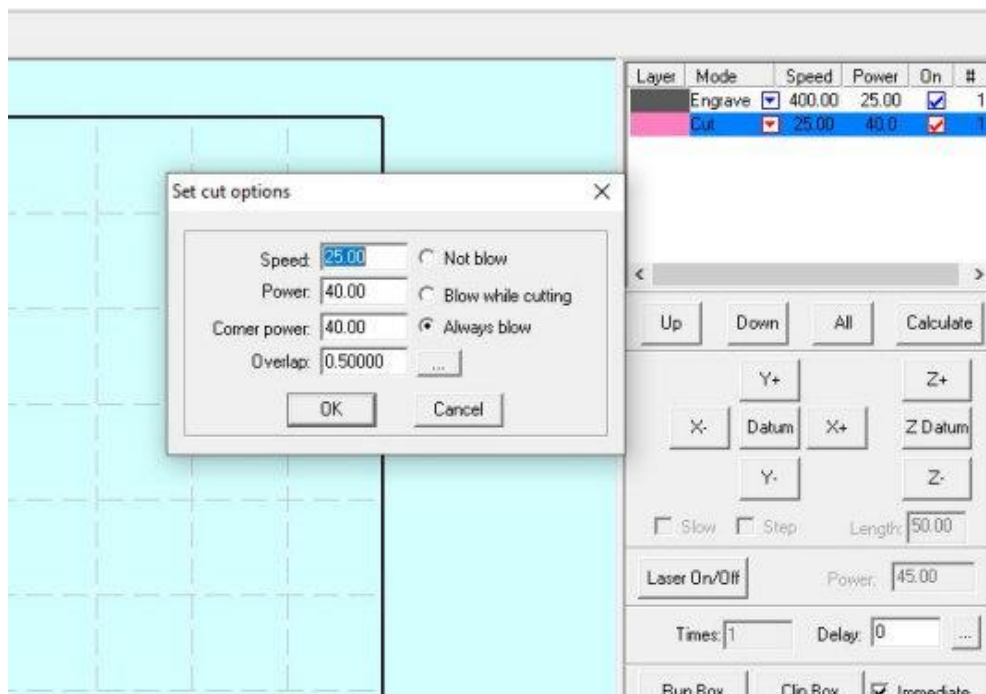 Layer Mode Speed Power On #
Engrave 400.00 25.00 1
Cut 25.00 40.0 1
Set cut options
Speed: 25.00 Not blow
Power: 40.00 Blow while cutting
Corner power: 40.00 Always blow
Overlap: 0.50000 ...
OK Cancel
Up Down All Calculate
Y+ Z+
X- Datum X+ Z Datum
Y- Z-
Slow Step Length: 50.00
Laser On/Off Power: 45.00
Times: 1 Delay: 0 ...
Run Box Clip Box Immediate